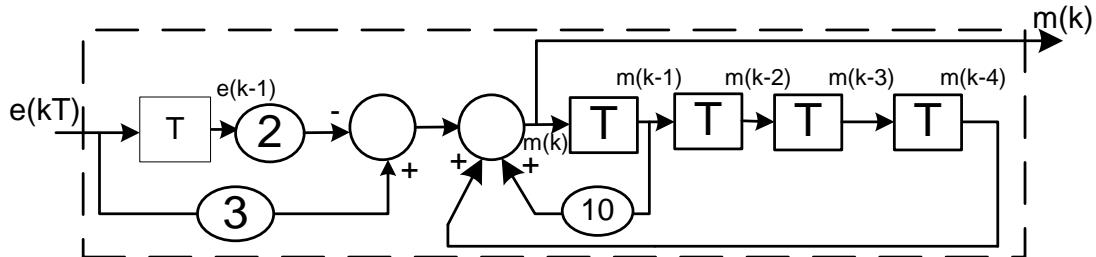 m(k)
e(kT)
T
e(k-1)
2
-
+
3
+
m(k)
+
T
m(k-1)
T
m(k-2)
T
m(k-3)
T
m(k-4)
10